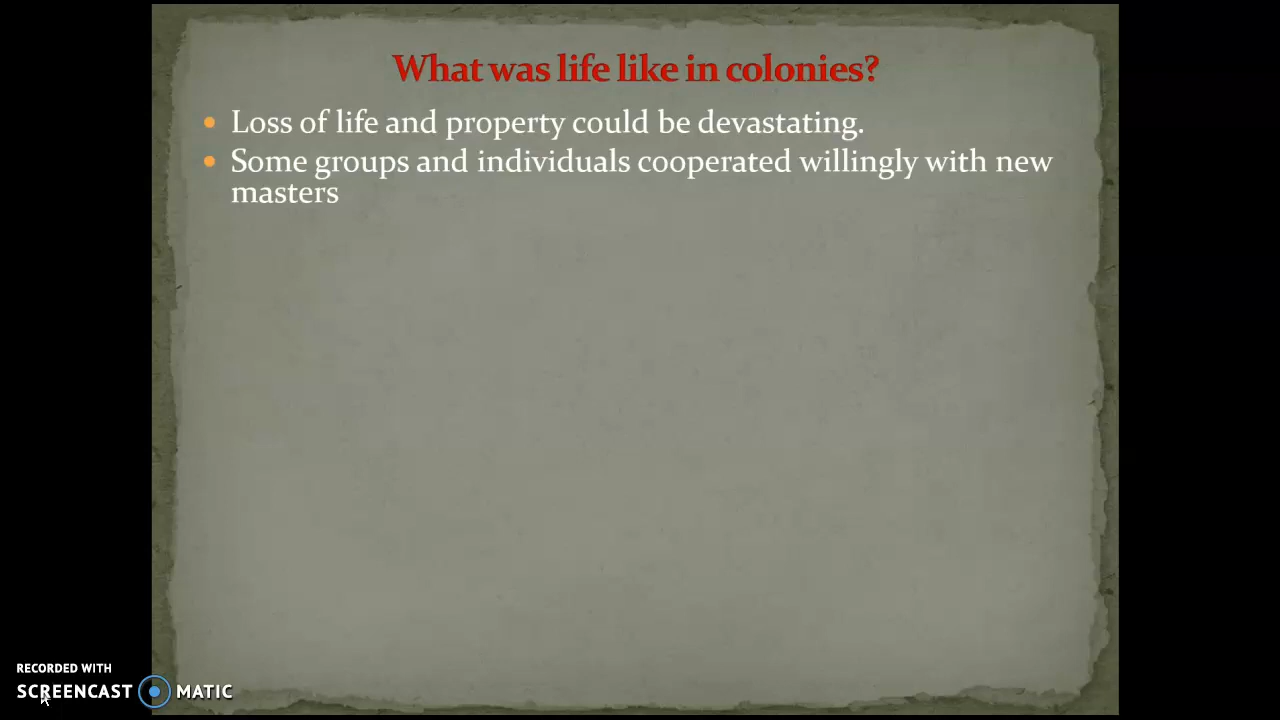 What was life like in colonies?
• Loss of life and property could be devastating.
• Some groups and individuals cooperated willingly with new
masters
RECORDED WITH
SCREENCAST MATIC